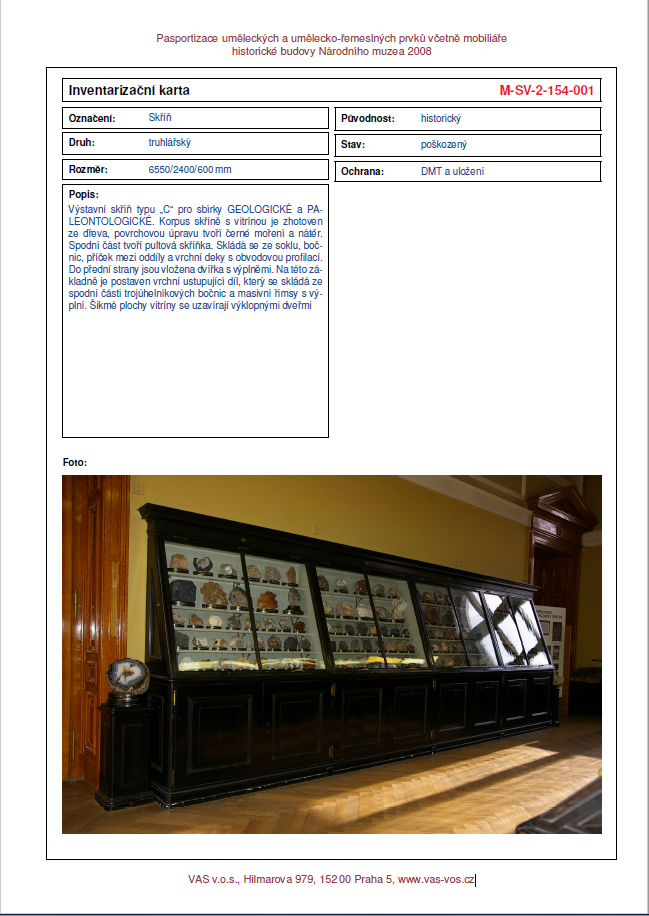 Pasportizace uměleckých a umělecko-řemeslných prvků včetně mobiliáře
historické budovy Národního muzea 2008
Inventarizační karta
M-SV-2-154-001
Označení: Skříň
Druh: truhlářský
Rozměr: 6550/2400/600 mm
Původnost: historický
Stav: poškozený
Ochrana: DMT a uložení
Popis:
Výstavní skříň typu „C“ pro sbírky GEOLOGICKÉ a PA-
LEONTOLOGICKÉ. Korpus skříně s vitrínou je zhotoven
ze dřeva, povrchovou úpravu tvoří černé moření a nátěr.
Spodní část tvoří pultová skříňka. Skládá se ze soklu, boč-
nic, příček mezi oddíly a vrchní deky s obvodovou profilací.
Do přední strany jsou vložena dvířka s výplněmi. Na této zá-
kladně je postaven vrchní ustupující díl, který se skládá ze
spodní části trojúhelníkových bočnic a masivní římsy s vý-
plní. Šikmé plochy vitríny se uzavírají výklopnými dveřmi
Foto:
VAS v.o.s., Hilmarova 979, 152 00 Praha 5, www.vas-vos.cz